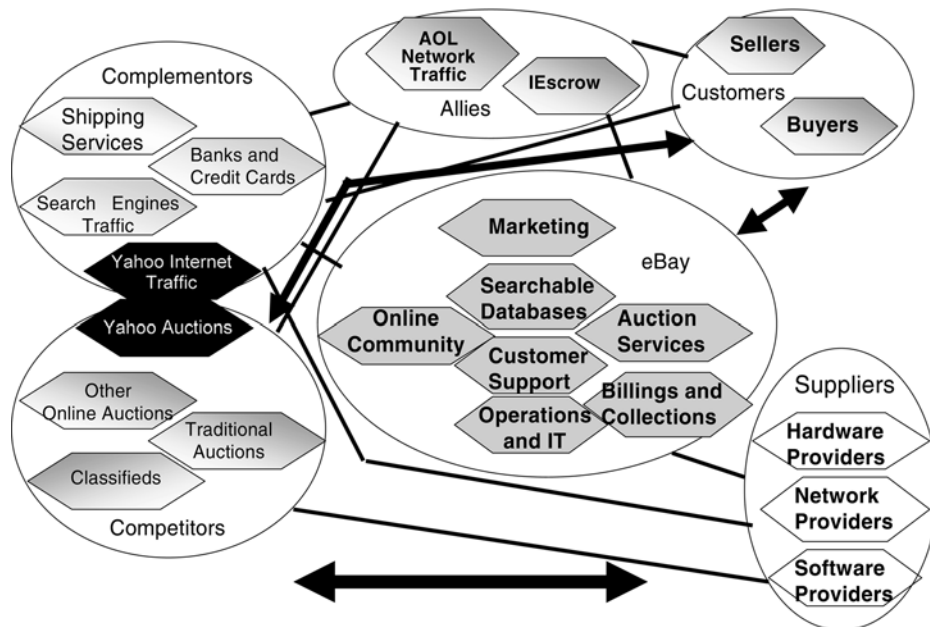 Complementors
Shipping
Services
Banks and
Credit Cards
Search Engines
Traffic
Yahoo Internet
Traffic
AOL
Network
Traffic
IEscrow
Allies
Sellers
Customers
Buyers
Marketing
eBay
Searchable
Databases
Online
Community
Auction
Services
Customer
Support
Billings and
Collections
Operations
and IT
Yahoo Auctions
Other
Online Auctions
Traditional
Auctions
Classifieds
Competitors
Suppliers
Hardware
Providers
Network
Providers
Software
Providers